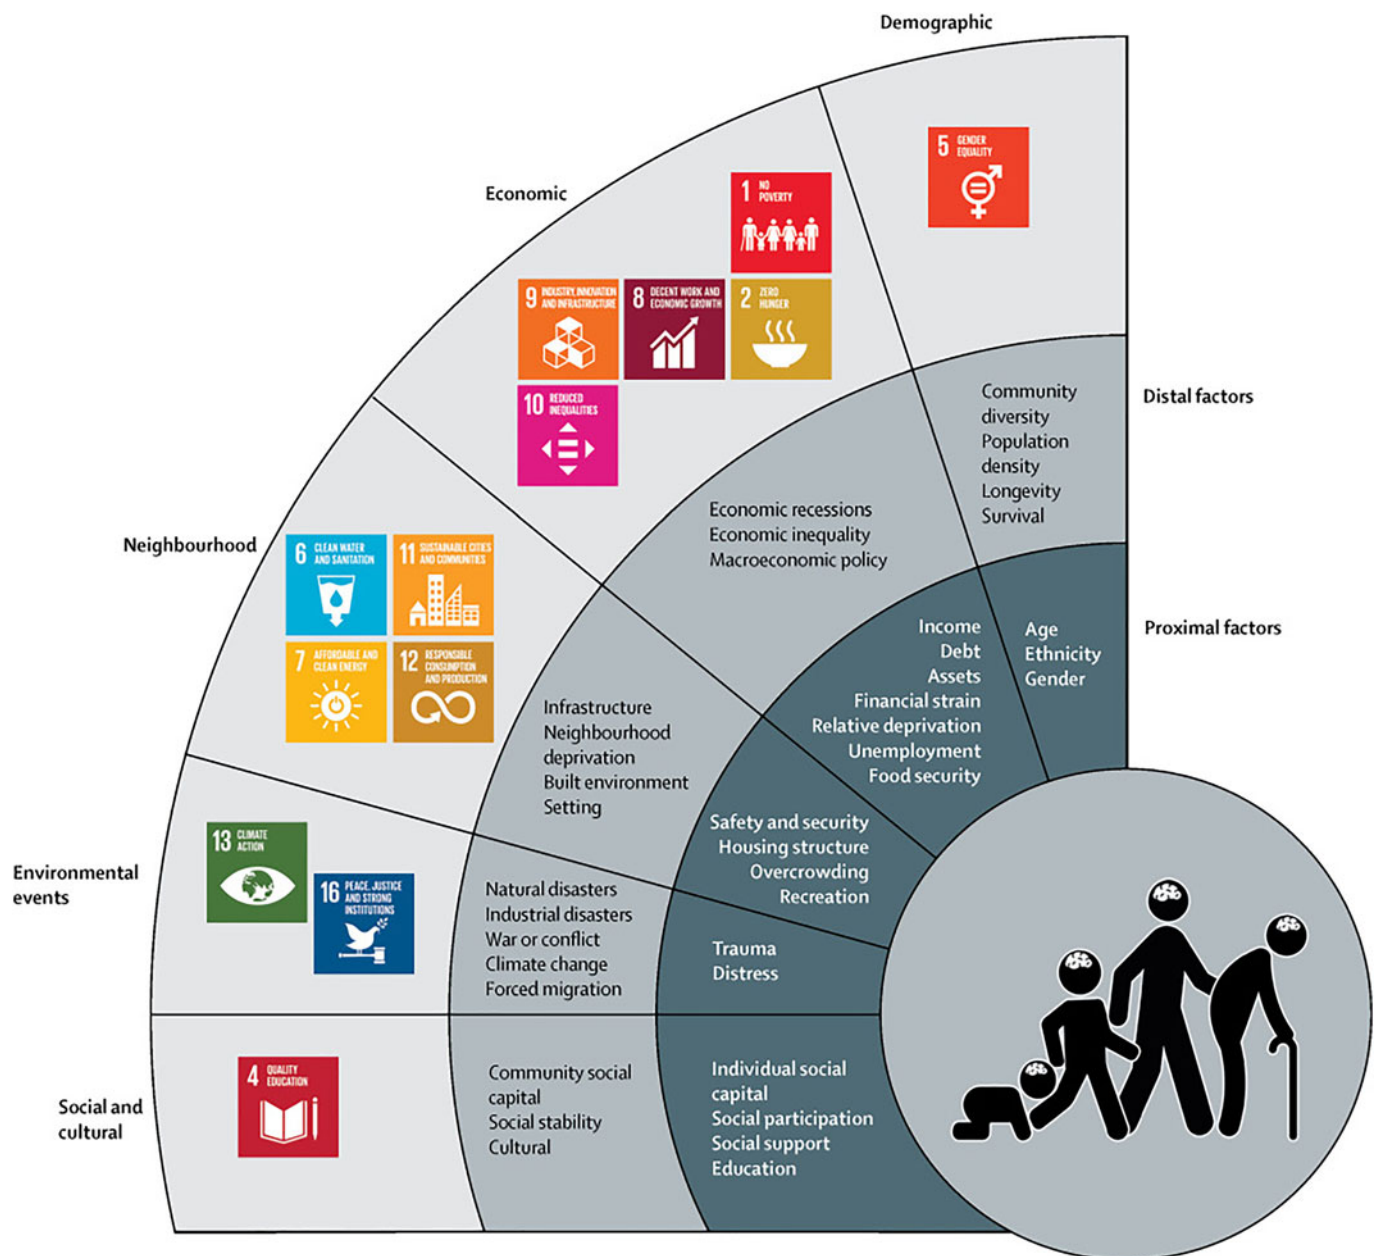 Demographic
5 GENDER
EQUALITY
Economic
1 NO
POVERTY
9 INDUSTRY, INNOVATION
AND INFRASTRUCTURE
8 DECENT WORK AND
ECONOMIC GROWTH
2 ZERO
HUNGER
10 REDUCED
INEQUALITIES
Community
diversity
Population
density
Longevity
Survival
Distal factors
Economic recessions
Economic inequality
Macroeconomic policy
Neighbourhood
6 CLEAN WATER
AND SANITATION
11 SUSTAINABLE CITIES
AND COMMUNITIES
7 AFFORDABLE AND
CLEAN ENERGY
12 RESPONSIBLE
CONSUMPTION
AND PRODUCTION
Income
Debt
Assets
Financial strain
Relative deprivation
Unemployment
Food security
Age
Ethnicity
Gender
Proximal factors
Infrastructure
Neighbourhood
deprivation
Built environment
Setting
Safety and security
Housing structure
Overcrowding
Recreation
Environmental
events
13 CLIMATE
ACTION
16 PEACE, JUSTICE
AND STRONG
INSTITUTIONS
Natural disasters
Industrial disasters
War or conflict
Climate change
Forced migration
Trauma
Distress
Social and
cultural
4 QUALITY
EDUCATION
Community social
capital
Social stability
Cultural
Individual social
capital
Social participation
Social support
Education